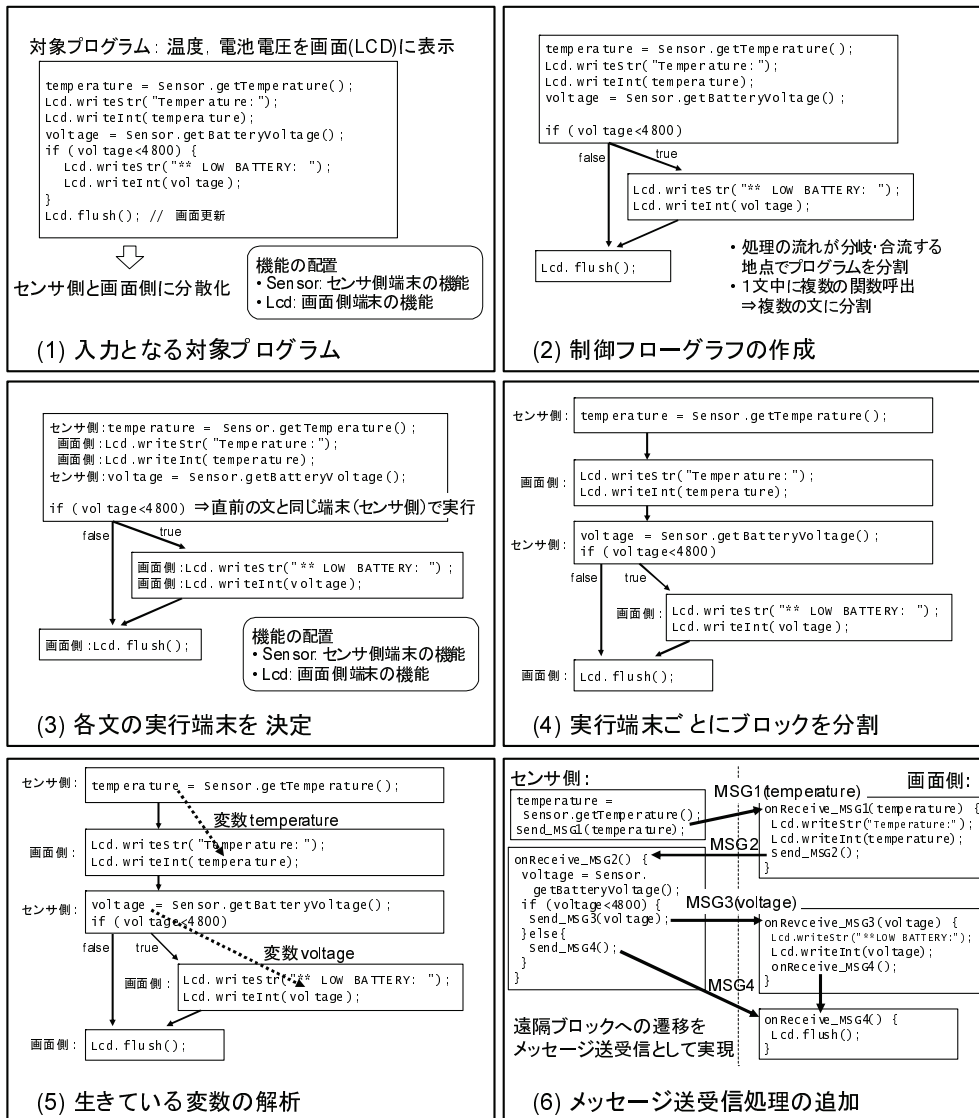 対象プログラム: 温度, 電池電圧を画面(LCD)に表示
temperature = Sensor.getTemperature();
Lcd.writeStr("Temperature:");
Lcd.writeInt(temperature);
voltage = Sensor.getBatteryVoltage();
if (voltage<4800) {
Lcd.writeStr("** LOW BATTERY: ");
Lcd.writeInt(voltage);
}
Lcd.flush(); // 画面更新
センサ側と画面側に分散化
機能の配置
• Sensor: センサ側端末の機能
• Lcd: 画面側端末の機能
(1) 入力となる対象プログラム
temperature = Sensor.getTemperature();
Lcd.writeStr("Temperature:");
Lcd.writeInt(temperature);
voltage = Sensor.getBatteryVoltage();
if (voltage<4800)
false
true
Lcd.writeStr("** LOW BATTERY: ");
Lcd.writeInt(voltage);
Lcd.flush();
• 処理の流れが分岐・合流する
地点でプログラムを分割
• 1文中に複数の関数呼出
⇒複数の文に分割
(2) 制御フローグラフの作成
センサ側:temperature = Sensor.getTemperature();
画面側:Lcd.writeStr("Temperature:");
画面側:Lcd.writeInt(temperature);
センサ側:voltage = Sensor.getBatteryVoltage();
if (voltage<4800) ⇒直前の文と同じ端末(センサ側)で実行
false
true
画面側:Lcd.writeStr("** LOW BATTERY: ");
画面側:Lcd.writeInt(voltage);
画面側:Lcd.flush();
機能の配置
• Sensor: センサ側端末の機能
• Lcd: 画面側端末の機能
(3) 各文の実行端末を 決定
センサ側: temperature = Sensor.getTemperature();
画面側: Lcd.writeStr("Temperature:");
Lcd.writeInt(temperature);
センサ側: voltage = Sensor.getBatteryVoltage();
if (voltage<4800)
false
true
画面側: Lcd.writeStr("** LOW BATTERY: ");
Lcd.writeInt(voltage);
画面側: Lcd.flush();
(4) 実行端末ごとにブロックを分割
センサ側: temperature = Sensor.getTemperature();
変数temperature
画面側: Lcd.writeStr("Temperature:");
Lcd.writeInt(temperature);
センサ側: voltage = Sensor.getBatteryVoltage();
if (voltage<4800)
false
true
変数voltage
画面側: Lcd.writeStr("** LOW BATTERY: ");
Lcd.writeInt(voltage);
画面側: Lcd.flush();
(5) 生きている変数の解析
センサ側:
temperature =
Sensor.getTemperature();
Send_MSG1(temperature);
onReceive_MSG2() {
voltage = Sensor.
getBatteryVoltage();
if (voltage<4800) {
Send_MSG3(voltage);
}else{
Send_MSG4();
}
}
画面側:
MSG1(temperature)
onReceive_MSG1(temperature) {
Lcd.writeStr("Temperature:");
Lcd.writeInt(temperature);
Send_MSG2();
}
MSG2
MSG3(voltage)
onRevceive_MSG3(voltage) {
Lcd.writeStr("**LOW BATTERY:");
Lcd.writeInt(voltage);
onReceive_MSG4();
}
MSG4
onReceive_MSG4() {
Lcd.flush();
}
遠隔ブロックへの遷移を
メッセージ送受信として実現
(6) メッセージ送受信処理の追加